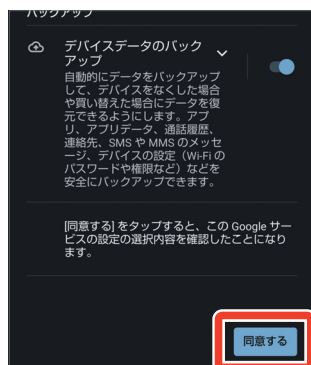 バックアップ
デバイスデータのバック
アップ
自動的にデータをバックアップ
して、デバイスをなくした場合
や買い替えた場合にデータを復
元できるようにします。アプ
リ、アプリデータ、通話履歴、
連絡先、SMS や MMS のメッセ
ージ、デバイスの設定（Wi-Fi の
パスワードや権限など）などを
安全にバックアップできます。
[同意する] をタップすると、この Google サー
ビスの設定の選択内容を確認したことになり
ます。
同意する